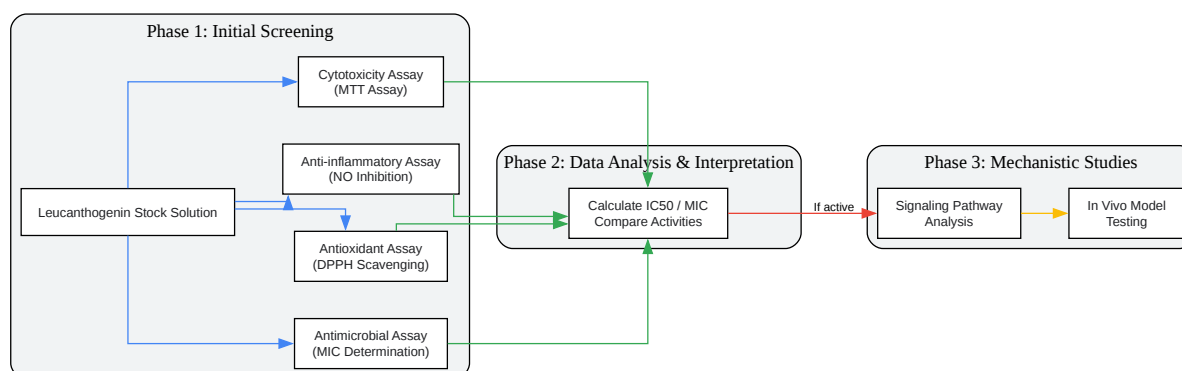 Phase 1: Initial Screening
Cytotoxicity Assay
(MTT Assay)
Anti-inflammatory Assay
(NO Inhibition)
Leucanthogenin Stock Solution
Antioxidant Assay
(DPPH Scavenging)
Antimicrobial Assay
(MIC Determination)
Phase 2: Data Analysis & Interpretation
Calculate IC50 / MIC
Compare Activities
If active
Phase 3: Mechanistic Studies
Signaling Pathway
Analysis
In Vivo Model
Testing